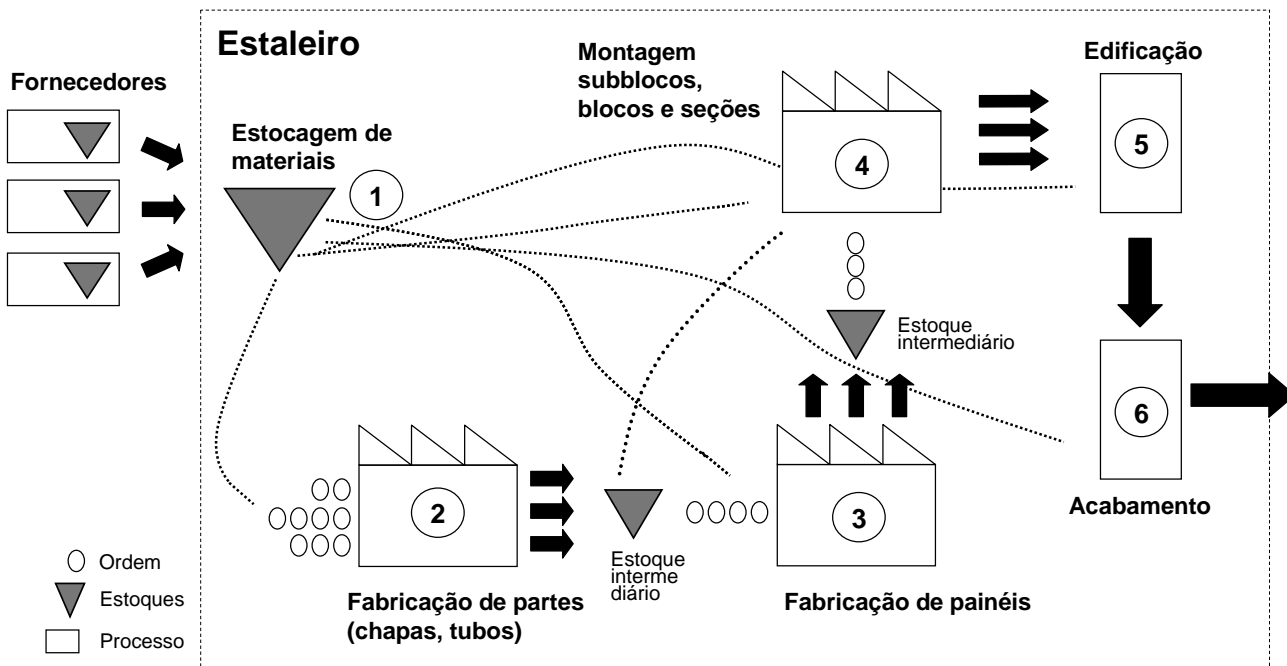 Estaleiro
Fornecedores
Estocagem de
materiais
1
Montagem
subblocos,
blocos e seções
4
Edificação
5
Estoque
intermediário
6
Acabamento
2
Fabricação de partes
(chapas, tubos)
Estoque
interme
diário
3
Fabricação de painéis
Ordem
Estoques
Processo